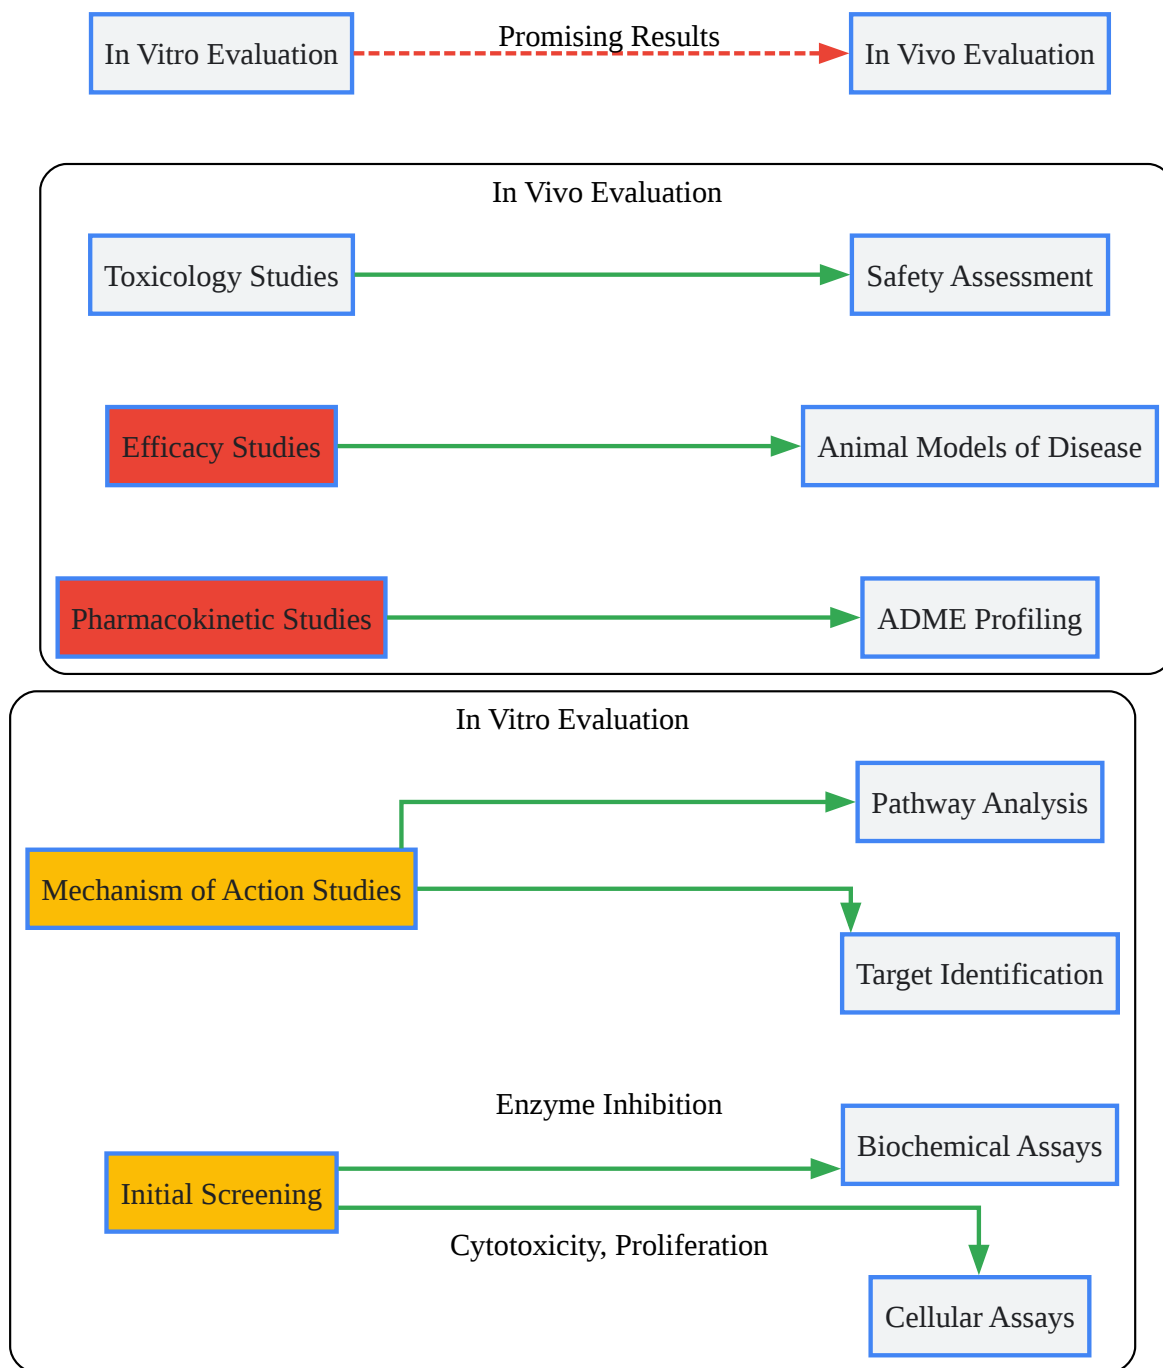 In Vitro Evaluation
Promising Results
In Vivo Evaluation
In Vivo Evaluation
Toxicology Studies
Safety Assessment
Efficacy Studies
Animal Models of Disease
Pharmacokinetic Studies
ADME Profiling
In Vitro Evaluation
Pathway Analysis
Mechanism of Action Studies
Target Identification
Enzyme Inhibition
Biochemical Assays
Initial Screening
Cytotoxicity, Proliferation
Cellular Assays